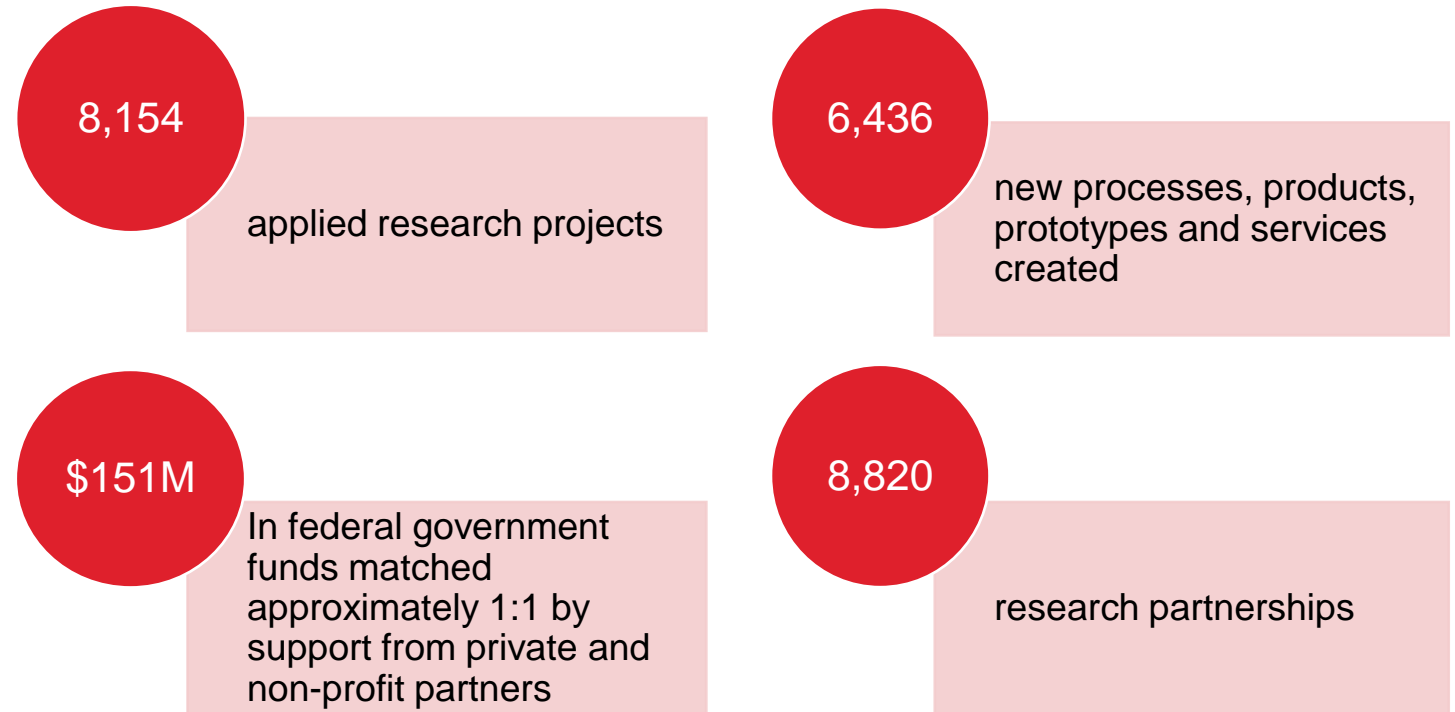 8,154
applied research projects
6,436
new processes, products,
prototypes and services
created
$151M
In federal government
funds matched
approximately 1:1 by
support from private and
non-profit partners
8,820
research partnerships